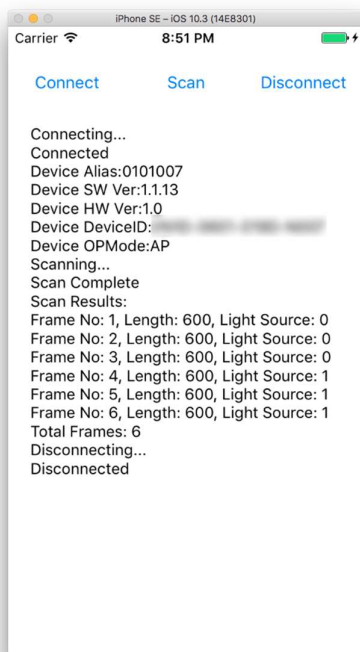 iPhone SE – iOS 10.3 (14E8301)
Carrier 8:51 PM
Connect Scan Disconnect
Connecting...
Connected
Device Alias:0101007
Device SW Ver:1.1.13
Device HW Ver:1.0
Device DeviceID:
Device OPMode:AP
Scanning...
Scan Complete
Scan Results:
Frame No: 1, Length: 600, Light Source: 0
Frame No: 2, Length: 600, Light Source: 0
Frame No: 3, Length: 600, Light Source: 0
Frame No: 4, Length: 600, Light Source: 1
Frame No: 5, Length: 600, Light Source: 1
Frame No: 6, Length: 600, Light Source: 1
Total Frames: 6
Disconnecting...
Disconnected